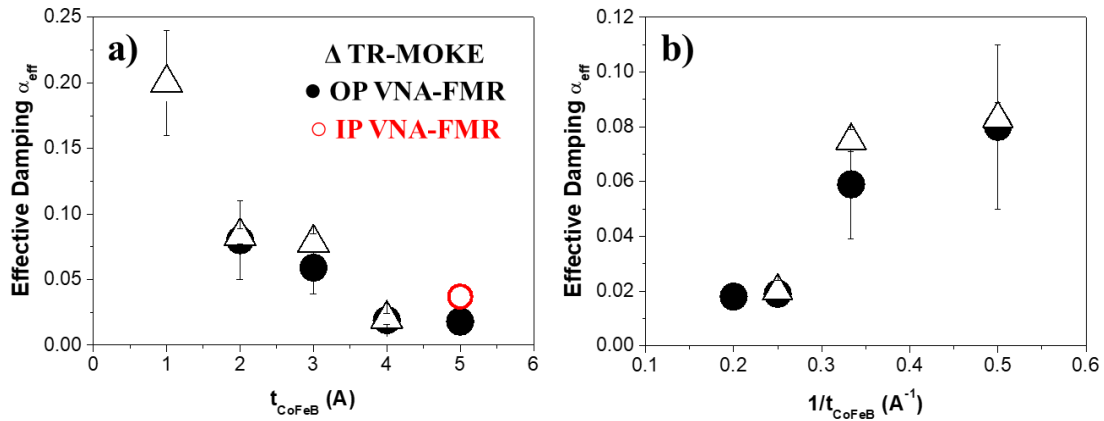 a)
Δ TR-MOKE
OP VNA-FMR
IP VNA-FMR
Effective Damping α_eff
0.25
0.20
0.15
0.10
0.05
0.00
0 1 2 3 4 5 6
t_CoFeB (A)
b)
Effective Damping α_eff
0.12
0.10
0.08
0.06
0.04
0.02
0.00
0.1 0.2 0.3 0.4 0.5 0.6
1/t_CoFeB (A^-1)